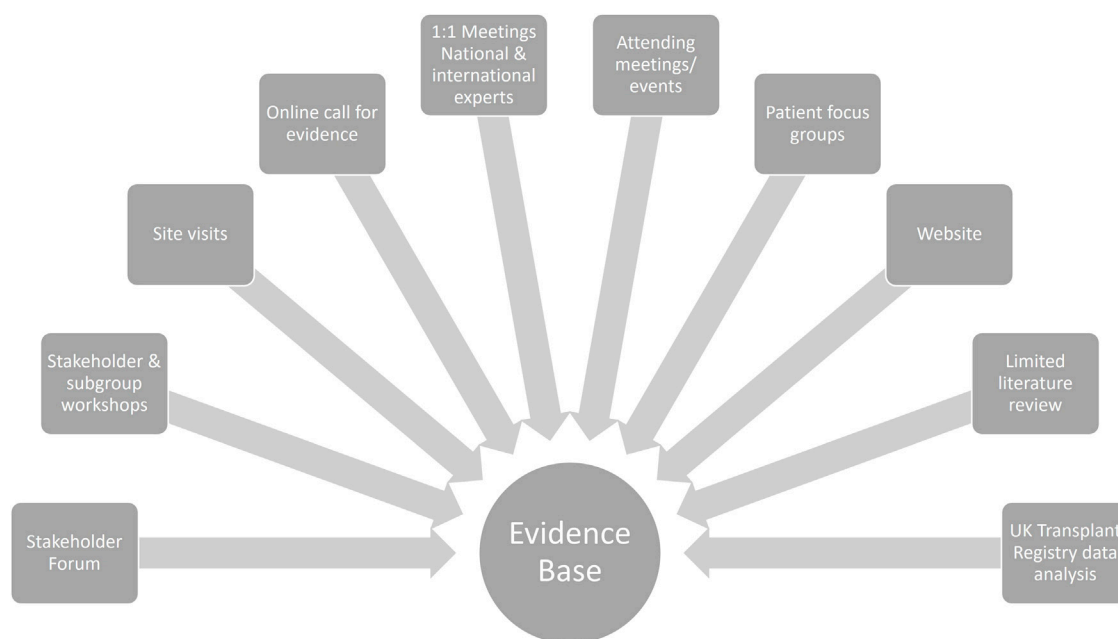 1:1 Meetings
National &
international
experts
Attending
meetings/
events
Online call for
evidence
Patient focus
groups
Site visits
Website
Stakeholder &
subgroup
workshops
Limited
literature
review
Stakeholder
Forum
Evidence
Base
UK Transplant
Registry data
analysis